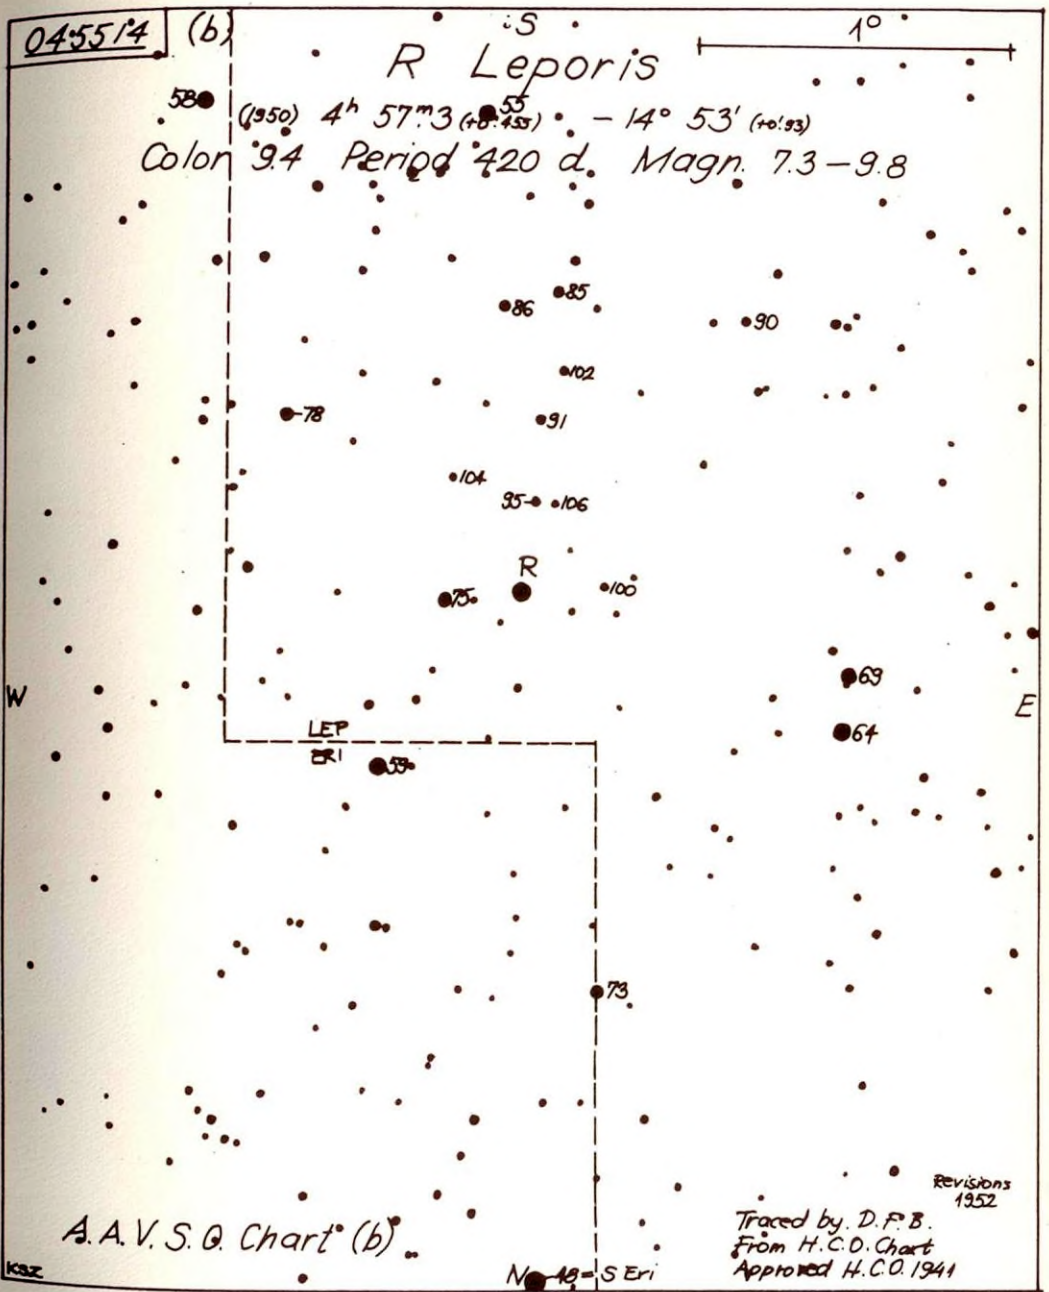 045514 (b) S 1°
R Leporis
58 55
(1950) 4h 57m.3 (+0m.455) - 14° 53' (+0'.93)
Color 9.4 Period 420 d. Magn. 7.3-9.8
85
86
90
102
78
91
104
95 106
R
75 100
69
W E
LEP 64
ERI
59
73
Revisions
1952
A.A.V.S.O. Chart (b)
Traced by D.F.B.
From H.C.O. Chart
Approved H.C.O. 1941
N 48 = S Eri